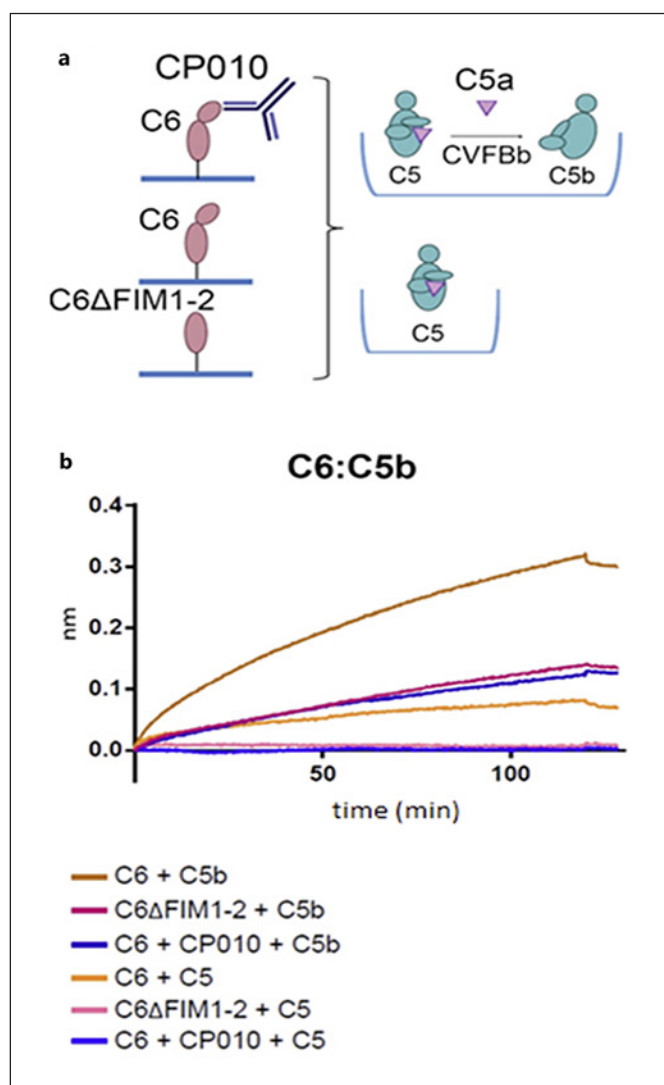 a
CP010
C6
C6
C6ΔFIM1-2
C5a
CVFBb
C5
C5b
C5
b
C6:C5b
nm
0.4
0.3
0.2
0.1
0.0
50
100
time (min)
C6 + C5b
C6ΔFIM1-2 + C5b
C6 + CP010 + C5b
C6 + C5
C6ΔFIM1-2 + C5
C6 + CP010 + C5